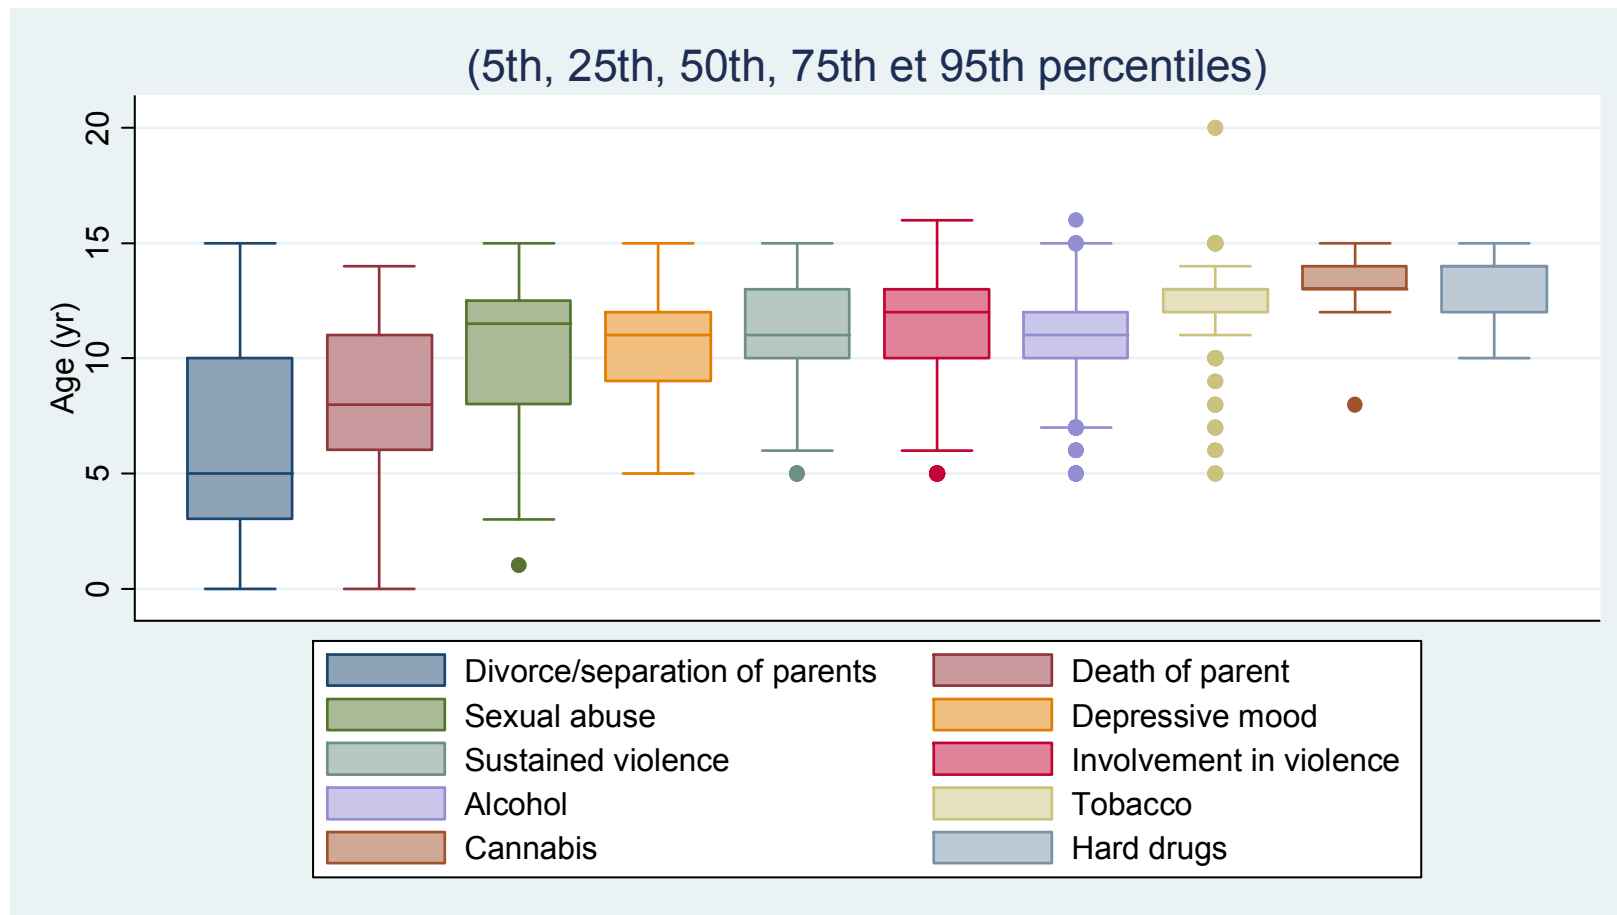 (5th, 25th, 50th, 75th et 95th percentiles)
Age (yr)
20
15
10
5
0
Divorce/separation of parents
Death of parent
Sexual abuse
Depressive mood
Sustained violence
Involvement in violence
Alcohol
Tobacco
Cannabis
Hard drugs